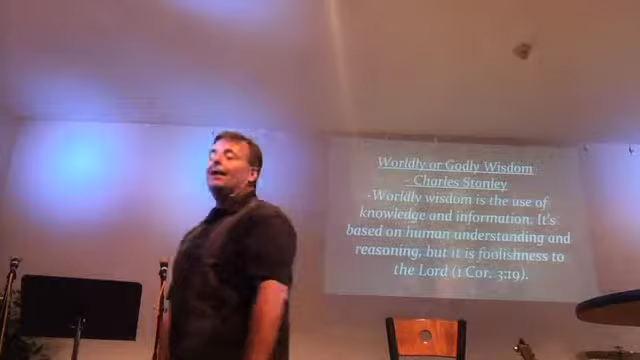 Worldly or Godly Wisdom
- Charles Stanley
-Worldly wisdom is the use of
knowledge and information. It's
based on human understanding and
reasoning, but it is foolishness to
the Lord (1 Cor. 3:19).